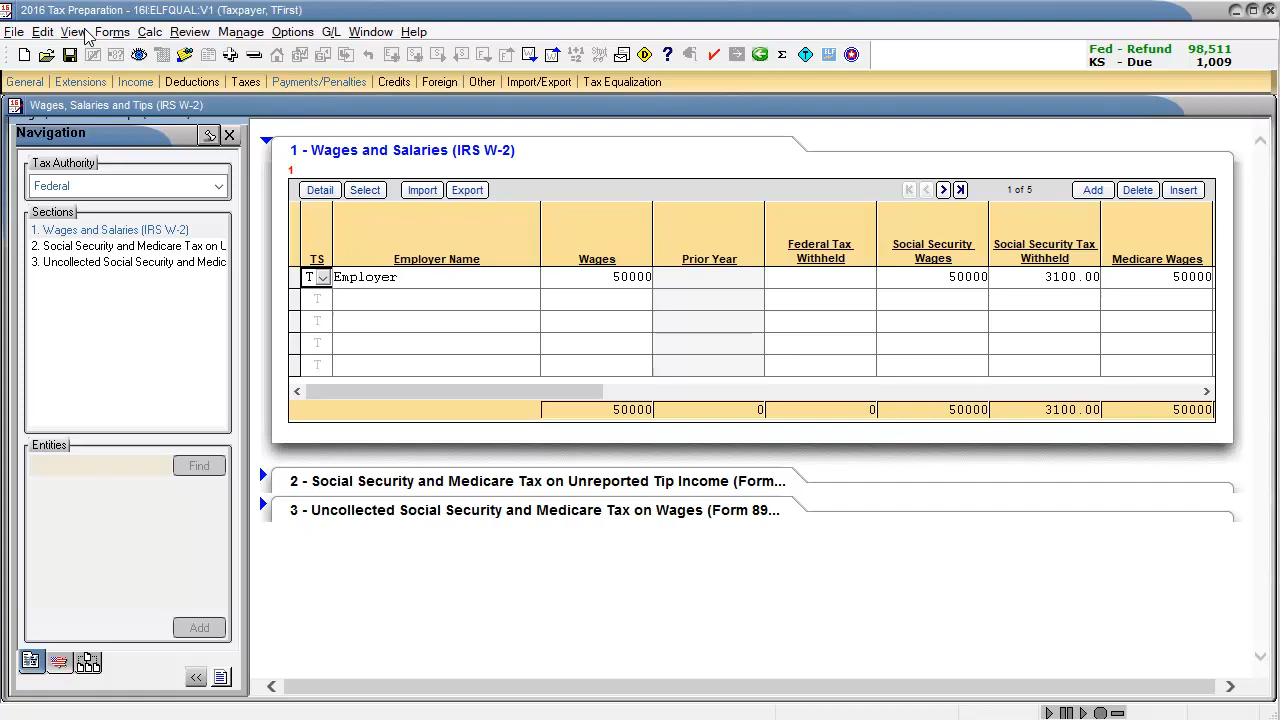 2016 Tax Preparation - 16I:ELFQUAL:V1 (Taxpayer, TFirst)
File Edit View Forms Calc Review Manage Options G/L Window Help
Fed - Refund 98,511
KS - Due 1,009
General Extensions Income Deductions Taxes Payments/Penalties Credits Foreign Other Import/Export Tax Equalization
Wages, Salaries and Tips (IRS W-2)
Navigation
Tax Authority
Federal
Sections
1. Wages and Salaries (IRS W-2)
2. Social Security and Medicare Tax on U
3. Uncollected Social Security and Medic
Entities
Find
Add
1 - Wages and Salaries (IRS W-2)
1
Detail Select Import Export 1 of 5 Add Delete Insert
TS Employer Name Wages Prior Year Federal Tax Withheld Social Security Wages Social Security Tax Withheld Medicare Wages
T Employer 50000 50000 3100.00 50000
T
T
T
T
50000 0 0 50000 3100.00 50000
2 - Social Security and Medicare Tax on Unreported Tip Income (Form...
3 - Uncollected Social Security and Medicare Tax on Wages (Form 89...